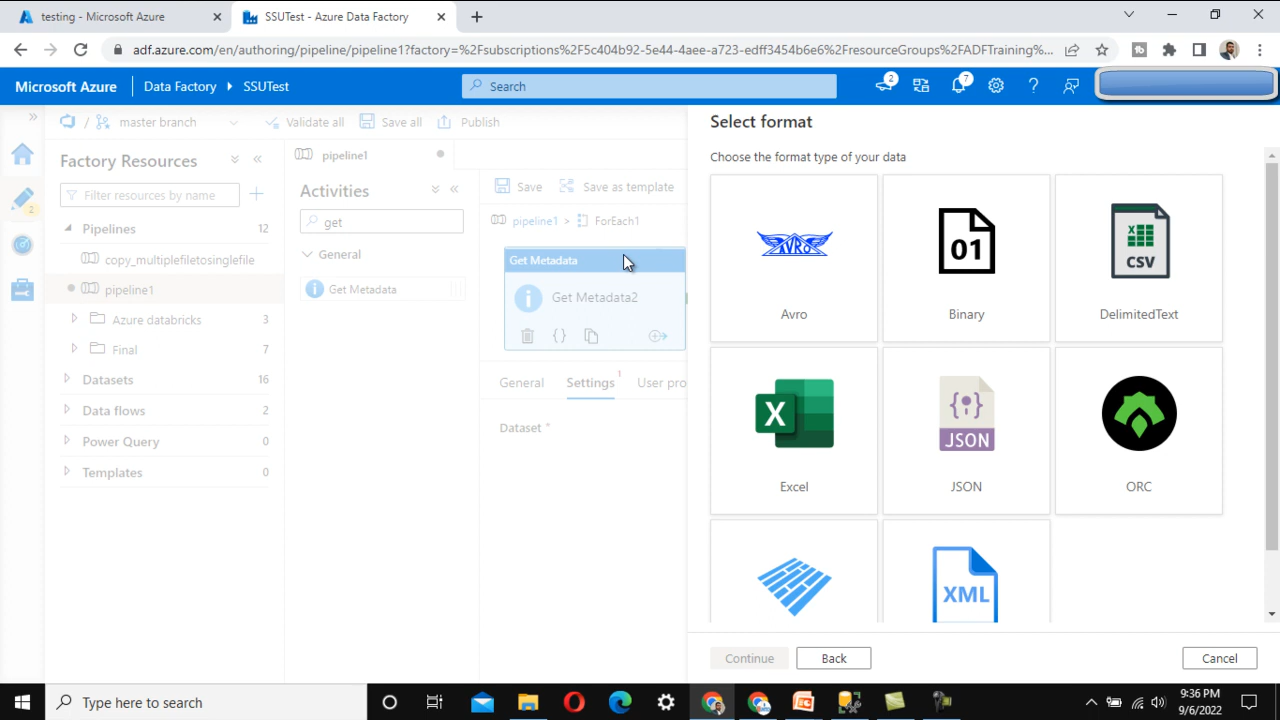 testing - Microsoft Azure
SSUTest - Azure Data Factory
adf.azure.com/en/authoring/pipeline/pipeline1?factory=%2Fsubscriptions%2F5c404b92-5e44-4aee-a723-edff3454b6e6%2FresourceGroups%2FADFTraining%...
Microsoft Azure
Data Factory
SSUTest
Search
2
7
/ master branch
Validate all
Save all
Publish
Factory Resources
Filter resources by name
Pipelines 12
copy_multiplefiletosinglefile
pipeline1
Azure databricks 3
Final 7
Datasets 16
Data flows 2
Power Query 0
Templates 0
2
pipeline1
Activities
get
General
Get Metadata
Save
Save as template
pipeline1 > ForEach1
Get Metadata
Get Metadata2
General
Settings 1
User pro
Dataset *
Select format
Choose the format type of your data
AVRO
Avro
01
Binary
CSV
DelimitedText
X
Excel
JSON
JSON
ORC
XML
Continue
Back
Cancel
Type here to search
9:36 PM
9/6/2022